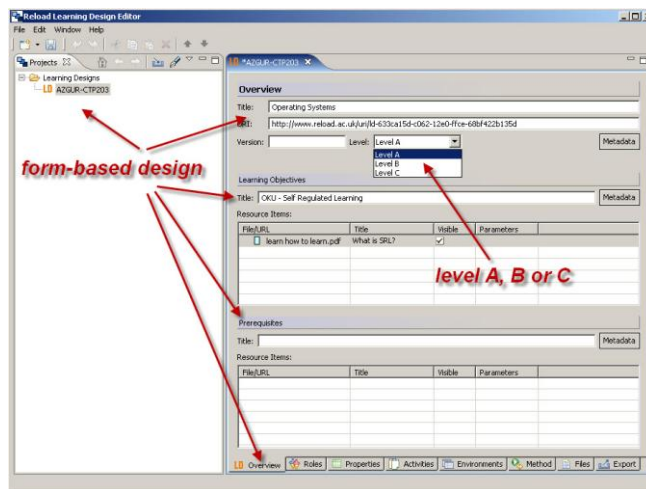 Reload Learning Design Editor
File Edit Window Help
Projects
*AZGUR-CTP203
Learning Designs
LD AZGUR-CTP203
Overview
Title: Operating Systems
URI: http://www.reload.ac.uk/uri/ld-633ca15d-c062-12e0-ffce-68bf422b135d
Version: Level: Level A Metadata
Level A
Level B
Level C
form-based design
Learning Objectives
Title: OKU - Self Regulated Learning Metadata
Resource Items:
File/URL Title Visible Parameters
learn how to learn.pdf What is SRL?
level A, B or C
Prerequisites
Title: Metadata
Resource Items:
File/URL Title Visible Parameters
LD Overview Roles Properties Activities Environments Method Files Export